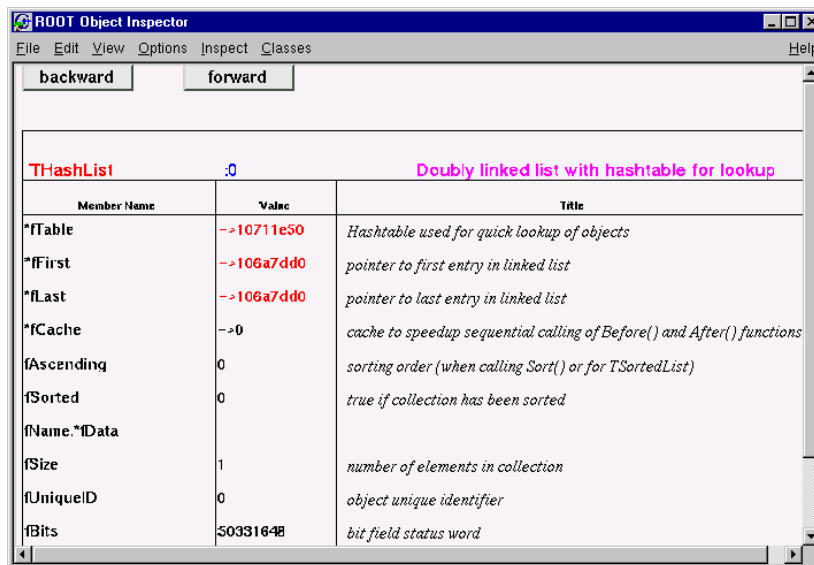 ROOT Object Inspector
File Edit View Options Inspect Classes Help
backward forward
THashList :0 Doubly linked list with hashtable for lookup
Member Name Value Title
*fTable ->10711e50 Hashtable used for quick lookup of objects
*fFirst ->106a7dd0 pointer to first entry in linked list
*fLast ->106a7dd0 pointer to last entry in linked list
*fCache ->0 cache to speedup sequential calling of Before() and After() functions
fAscending 0 sorting order (when calling Sort() or for TSortedList)
fSorted 0 true if collection has been sorted
fName.*fData
fSize 1 number of elements in collection
fUniqueID 0 object unique identifier
fBits 50331648 bit field status word